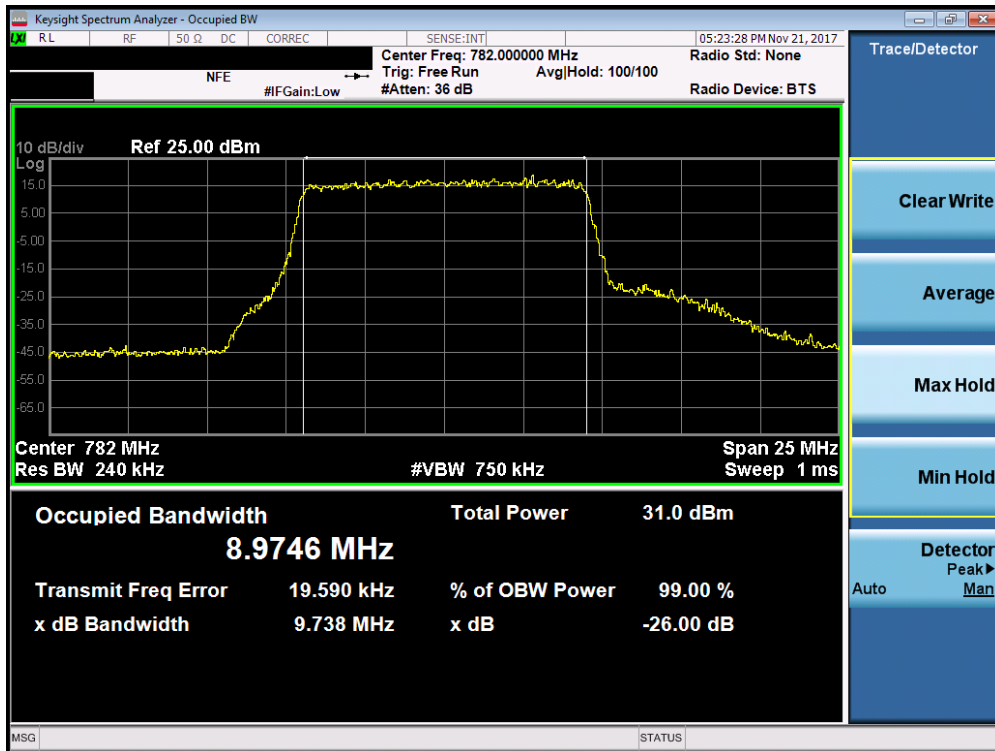 Keysight Spectrum Analyzer - Occupied BW
LXI RL RF 50 Ω DC CORREC SENSE:INT 05:23:28 PM Nov 21, 2017
Center Freq: 782.000000 MHz Radio Std: None
NFE Trig: Free Run Avg|Hold: 100/100
#IFGain:Low #Atten: 36 dB Radio Device: BTS
10 dB/div Ref 25.00 dBm
Log
15.0
5.00
-5.00
-15.0
-25.0
-35.0
-45.0
-55.0
-65.0
Center 782 MHz Span 25 MHz
Res BW 240 kHz #VBW 750 kHz Sweep 1 ms
Occupied Bandwidth Total Power 31.0 dBm
8.9746 MHz
Transmit Freq Error 19.590 kHz % of OBW Power 99.00 %
x dB Bandwidth 9.738 MHz x dB -26.00 dB
MSG STATUS
Trace/Detector
Clear Write
Average
Max Hold
Min Hold
Detector
Peak▶
Auto Man